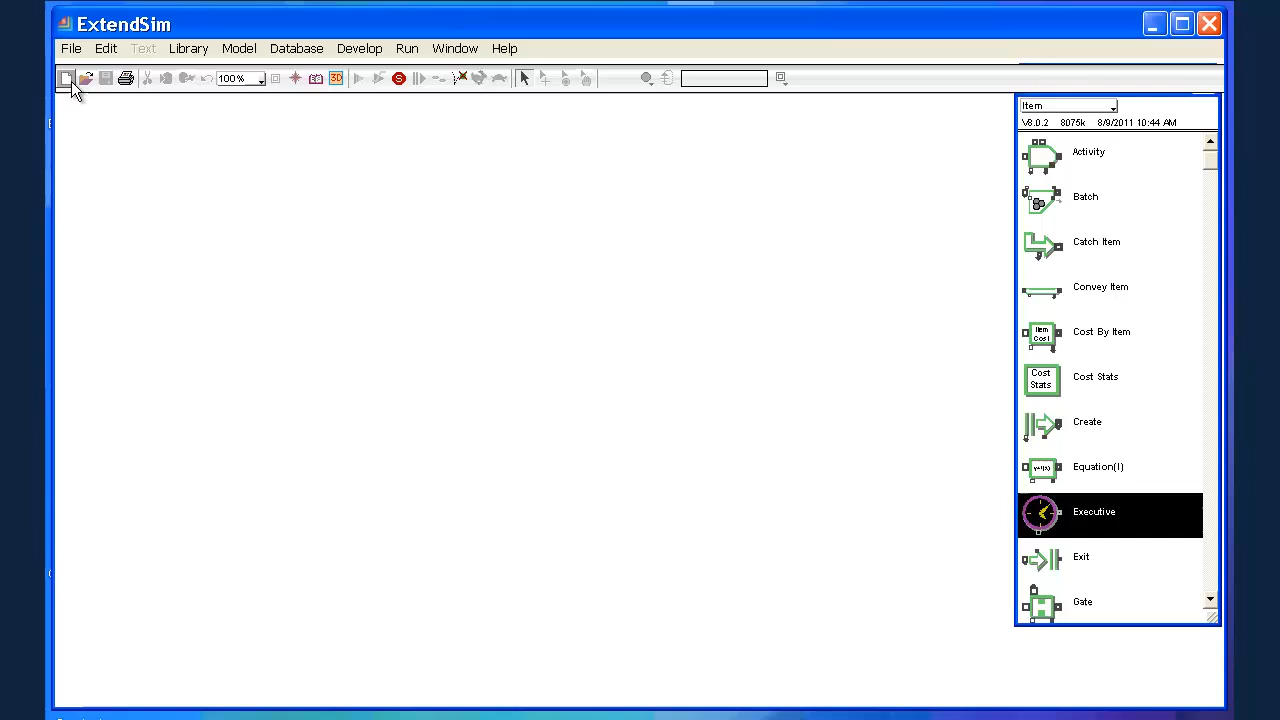 ExtendSim
File Edit Text Library Model Database Develop Run Window Help
100% 3D S
Item
V8.0.2 8075k 8/9/2011 10:44 AM
Activity
Batch
Catch Item
Convey Item
Item Cost Cost By Item
Cost Stats Cost Stats
Create
y=f(x) Equation(I)
Executive
Exit
Gate